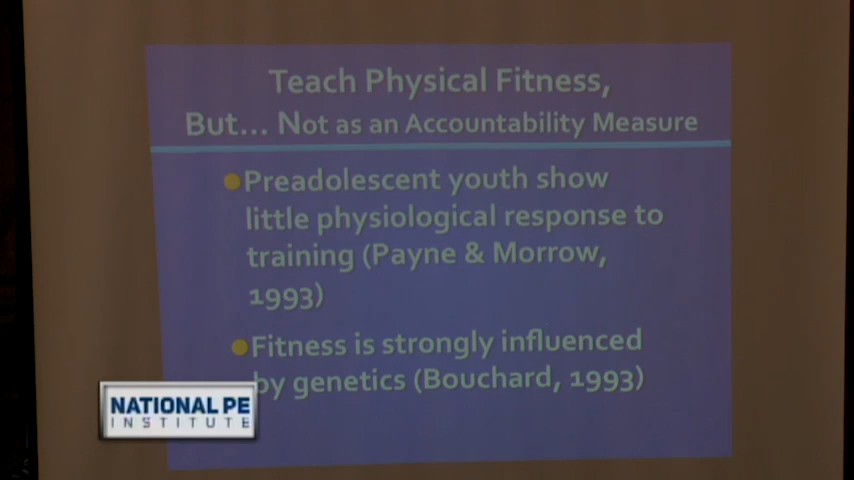 Teach Physical Fitness,
But... Not as an Accountability Measure
Preadolescent youth show
little physiological response to
training (Payne & Morrow,
1993)
Fitness is strongly influenced
by genetics (Bouchard, 1993)
NATIONAL PE
INSTITUTE